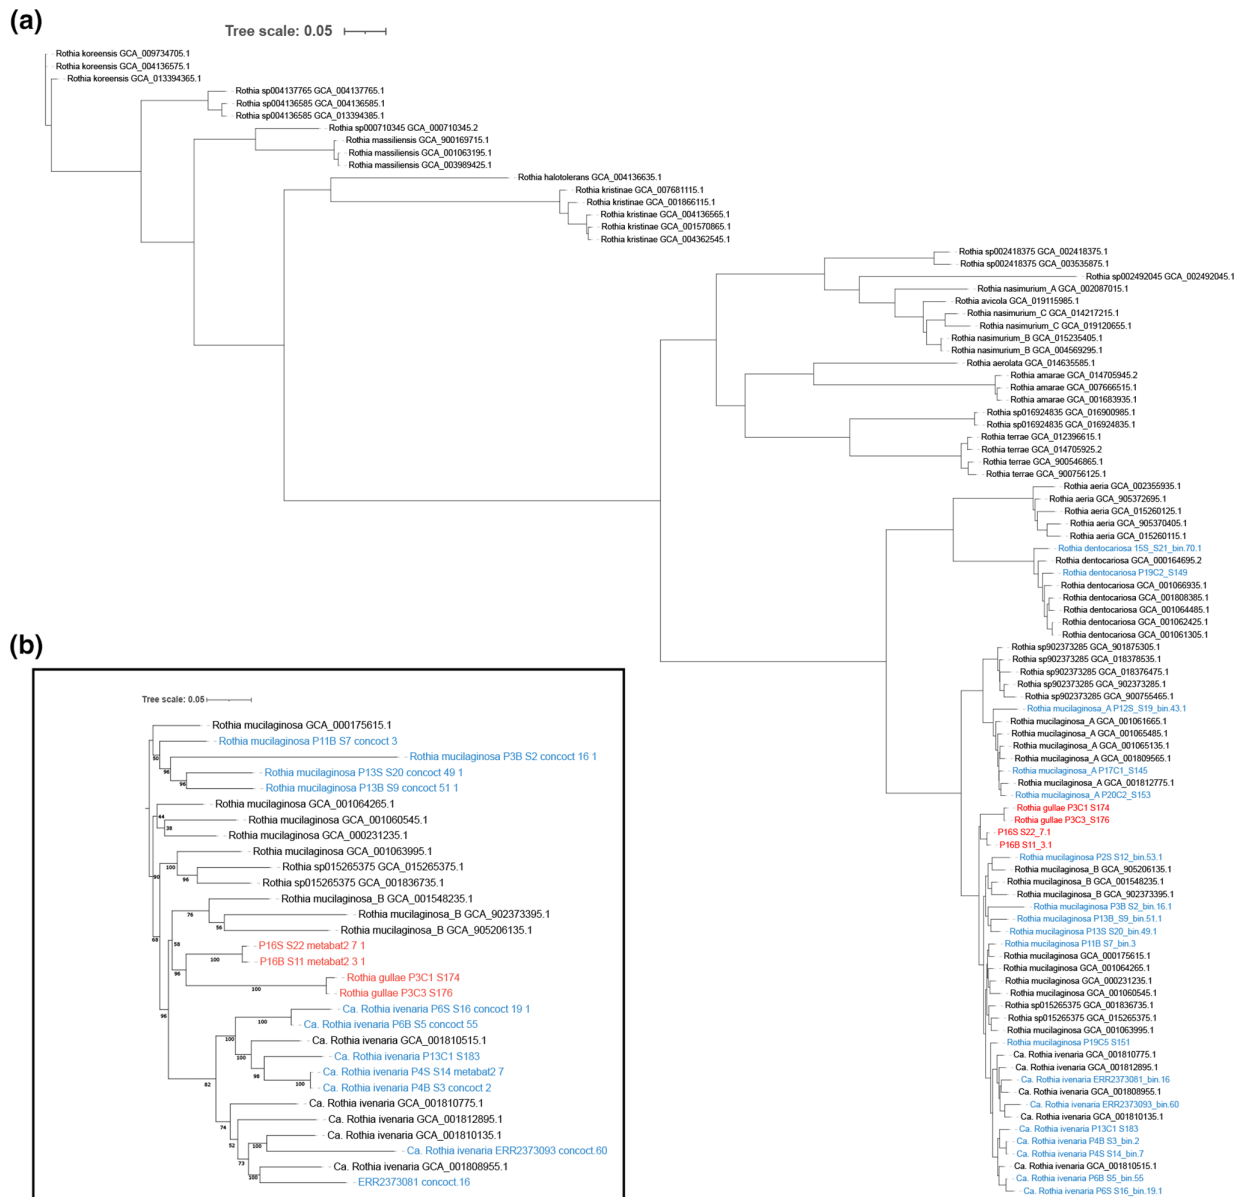 (a)
Tree scale: 0.05
Rothia koreensis GCA_009734705.1
Rothia koreensis GCA_004136575.1
Rothia koreensis GCA_013394365.1
Rothia sp004137765 GCA_004137765.1
Rothia sp004136585 GCA_004136585.1
Rothia sp004136585 GCA_013394385.1
Rothia sp000710345 GCA_000710345.2
Rothia massiliensis GCA_900169715.1
Rothia massiliensis GCA_001063195.1
Rothia massiliensis GCA_003989425.1
Rothia halotolerans GCA_004136635.1
Rothia kristinae GCA_007681115.1
Rothia kristinae GCA_001866115.1
Rothia kristinae GCA_004136565.1
Rothia kristinae GCA_001570865.1
Rothia kristinae GCA_004362545.1
Rothia sp002418375 GCA_002418375.1
Rothia sp002418375 GCA_003535875.1
Rothia sp002492045 GCA_002492045.1
Rothia nasimurium_A GCA_002087015.1
Rothia avicola GCA_019115985.1
Rothia nasimurium_C GCA_014217215.1
Rothia nasimurium_C GCA_019120655.1
Rothia nasimurium_B GCA_015235405.1
Rothia nasimurium_B GCA_004569295.1
Rothia aerolata GCA_014635585.1
Rothia amarae GCA_014705945.2
Rothia amarae GCA_007666515.1
Rothia amarae GCA_001683935.1
Rothia sp016924835 GCA_016900985.1
Rothia sp016924835 GCA_016924835.1
Rothia terrae GCA_012396615.1
Rothia terrae GCA_014705925.2
Rothia terrae GCA_900546865.1
Rothia terrae GCA_900756125.1
Rothia aeria GCA_002355935.1
Rothia aeria GCA_905372695.1
Rothia aeria GCA_015260125.1
Rothia aeria GCA_905370405.1
Rothia aeria GCA_015260115.1
Rothia dentocariosa 15S_S21_bin.70.1
Rothia dentocariosa GCA_000164695.2
Rothia dentocariosa P19C2_S149
Rothia dentocariosa GCA_001066935.1
Rothia dentocariosa GCA_001808385.1
Rothia dentocariosa GCA_001064485.1
Rothia dentocariosa GCA_001062425.1
Rothia dentocariosa GCA_001061305.1
Rothia sp902373285 GCA_901875305.1
Rothia sp902373285 GCA_018378535.1
Rothia sp902373285 GCA_018376475.1
Rothia sp902373285 GCA_902373285.1
Rothia sp902373285 GCA_900755465.1
Rothia mucilaginosa_A P12S_S19_bin.43.1
Rothia mucilaginosa_A GCA_001061665.1
Rothia mucilaginosa_A GCA_001065485.1
Rothia mucilaginosa_A GCA_001065135.1
Rothia mucilaginosa_A GCA_001809565.1
Rothia mucilaginosa_A P17C1_S145
Rothia mucilaginosa_A GCA_001812775.1
Rothia mucilaginosa_A P20C2_S153
Rothia gullae P3C1_S174
Rothia gullae P3C3_S176
P16S S22_7.1
P16B S11_3.1
Rothia mucilaginosa P2S S12_bin.53.1
Rothia mucilaginosa_B GCA_905206135.1
Rothia mucilaginosa_B GCA_001548235.1
Rothia mucilaginosa_B GCA_902373395.1
Rothia mucilaginosa P3B S2_bin.16.1
Rothia mucilaginosa P13B_S9_bin.51.1
Rothia mucilaginosa P13S S20_bin.49.1
Rothia mucilaginosa P11B S7_bin.3
Rothia mucilaginosa GCA_000175615.1
Rothia mucilaginosa GCA_001064265.1
Rothia mucilaginosa GCA_000231235.1
Rothia mucilaginosa GCA_001060545.1
Rothia sp015265375 GCA_001836735.1
Rothia sp015265375 GCA_015265375.1
Rothia mucilaginosa GCA_001063995.1
Rothia mucilaginosa P19C5 S151
Ca. Rothia ivenaria GCA_001810775.1
Ca. Rothia ivenaria GCA_001812895.1
Ca. Rothia ivenaria ERR2373081_bin.16
Ca. Rothia ivenaria GCA_001808955.1
Ca. Rothia ivenaria ERR2373093_bin.60
Ca. Rothia ivenaria GCA_001810135.1
Ca. Rothia ivenaria P13C1 S183
Ca. Rothia ivenaria P4B S3_bin.2
Ca. Rothia ivenaria P4S S14_bin.7
Ca. Rothia ivenaria GCA_001810515.1
Ca. Rothia ivenaria P6B S5_bin.55
Ca. Rothia ivenaria P6S S16_bin.19.1
(b)
Tree scale: 0.05
Rothia mucilaginosa GCA_000175615.1
Rothia mucilaginosa P11B S7 concoct 3
50
Rothia mucilaginosa P3B S2 concoct 16 1
96
Rothia mucilaginosa P13S S20 concoct 49 1
96
Rothia mucilaginosa P13B S9 concoct 51 1
Rothia mucilaginosa GCA_001064265.1
44
Rothia mucilaginosa GCA_001060545.1
38
Rothia mucilaginosa GCA_000231235.1
Rothia mucilaginosa GCA_001063995.1
100
Rothia sp015265375 GCA_015265375.1
96
90
Rothia sp015265375 GCA_001836735.1
Rothia mucilaginosa_B GCA_001548235.1
76
Rothia mucilaginosa_B GCA_902373395.1
56
Rothia mucilaginosa_B GCA_905206135.1
68
58
P16S S22 metabat2 7 1
100
P16B S11 metabat2 3 1
96
Rothia gullae P3C1 S174
100
Rothia gullae P3C3 S176
96
Ca. Rothia ivenaria P6S S16 concoct 19 1
100
Ca. Rothia ivenaria P6B S5 concoct 55
100
Ca. Rothia ivenaria GCA_001810515.1
100
Ca. Rothia ivenaria P13C1 S183
98
Ca. Rothia ivenaria P4S S14 metabat2 7
100
Ca. Rothia ivenaria P4B S3 concoct 2
82
Ca. Rothia ivenaria GCA_001810775.1
74
Ca. Rothia ivenaria GCA_001812895.1
52
Ca. Rothia ivenaria GCA_001810135.1
100
Ca. Rothia ivenaria ERR2373093 concoct.60
73
Ca. Rothia ivenaria GCA_001808955.1
100
ERR2373081 concoct.16